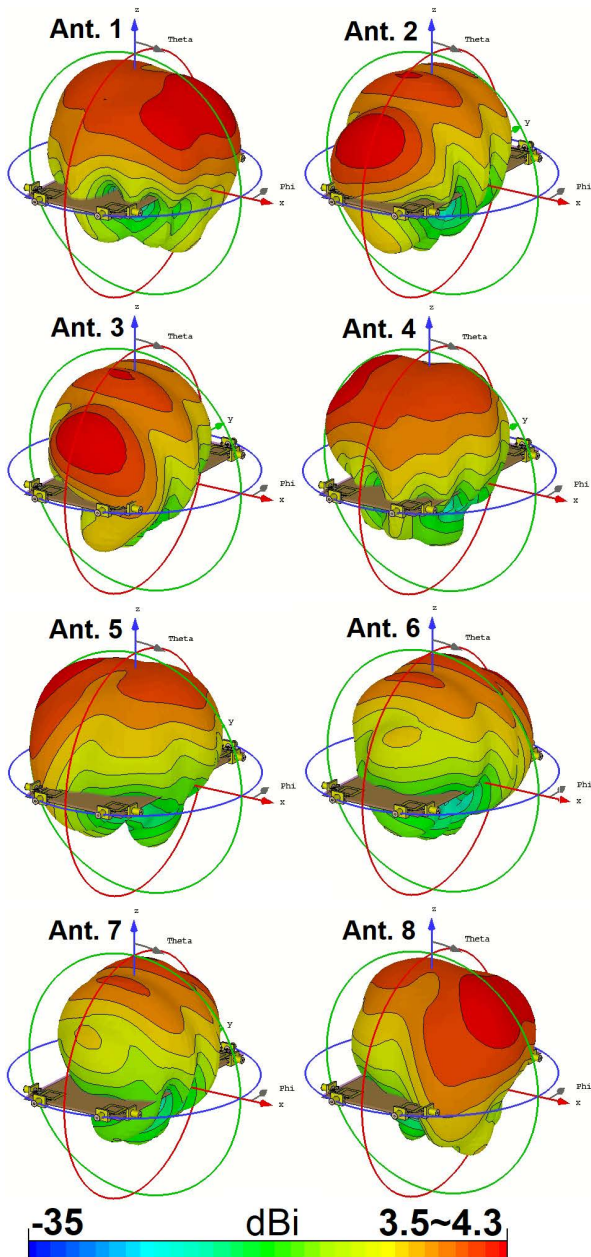 Ant. 1
z
Theta
Phi
x
Ant. 2
z
Theta
y
Phi
x
Ant. 3
z
Theta
y
Phi
x
Ant. 4
z
Theta
Phi
x
Ant. 5
z
Theta
y
Phi
x
Ant. 6
z
Theta
Phi
x
Ant. 7
z
Theta
y
Phi
x
Ant. 8
z
Theta
Phi
x
-35 dBi 3.5~4.3